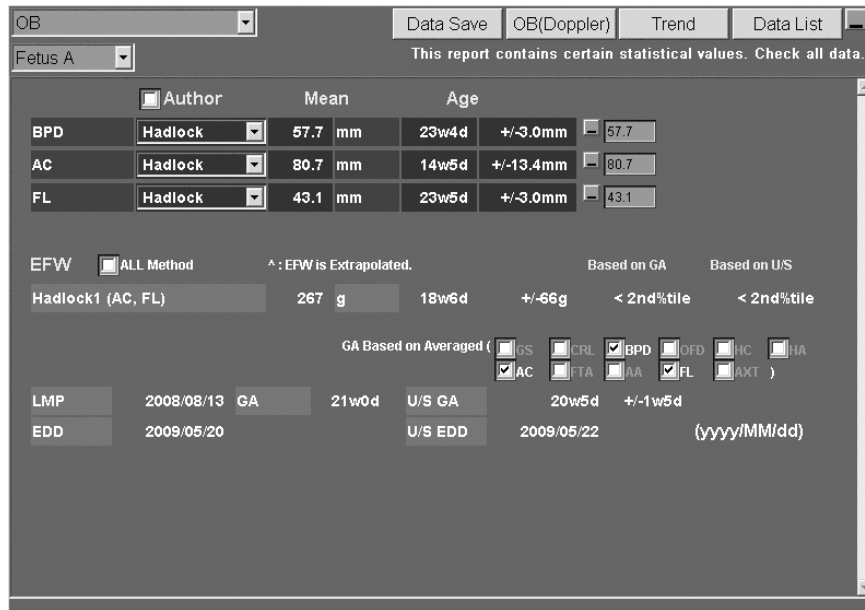 OB Data Save OB(Doppler) Trend Data List
Fetus A This report contains certain statistical values. Check all data.
Author Mean Age
BPD Hadlock 57.7 mm 23w4d +/-3.0mm 57.7
AC Hadlock 80.7 mm 14w5d +/-13.4mm 80.7
FL Hadlock 43.1 mm 23w5d +/-3.0mm 43.1
EFW ALL Method ^ : EFW is Extrapolated. Based on GA Based on U/S
Hadlock1 (AC, FL) 267 g 18w6d +/-66g < 2nd%tile < 2nd%tile
GA Based on Averaged ( GS CRL BPD OFD HC HA
AC FTA AA FL AXT )
LMP 2008/08/13 GA 21w0d U/S GA 20w5d +/-1w5d
EDD 2009/05/20 U/S EDD 2009/05/22 (yyyy/MM/dd)